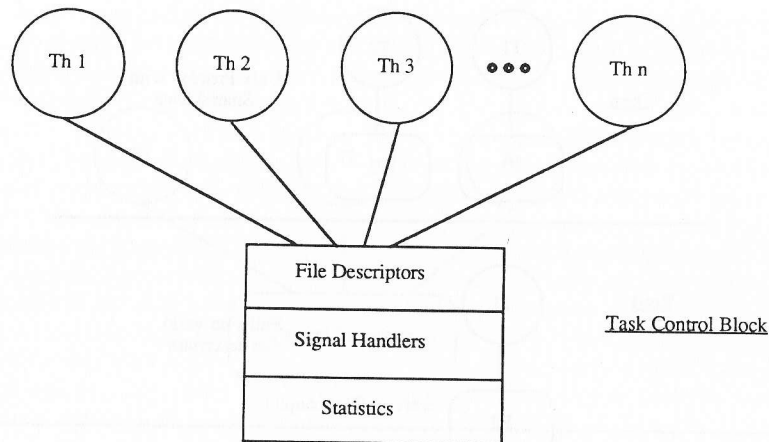 Th 1
Th 2
Th 3
Th n
File Descriptors
Signal Handlers
Task Control Block
Statistics